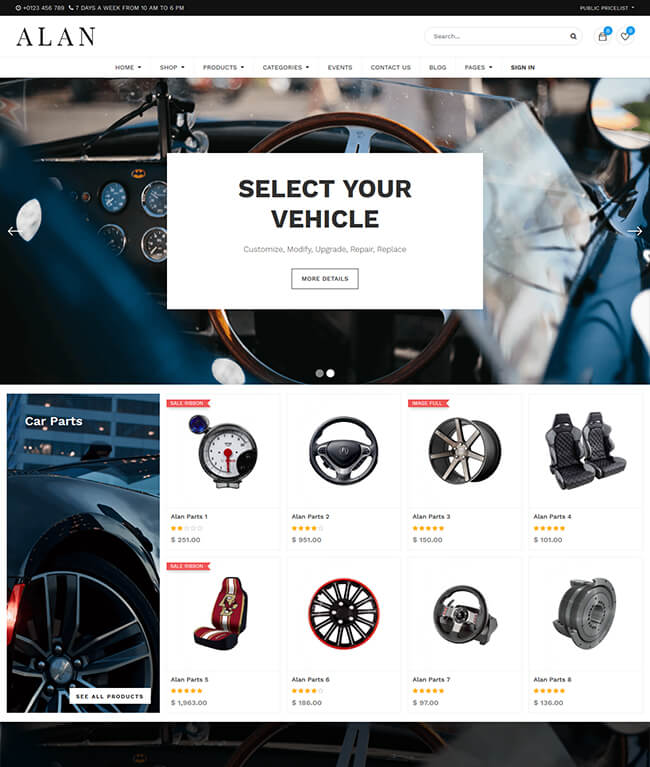 +0123 456 789 7 DAYS A WEEK FROM 10 AM TO 6 PM
PUBLIC PRICELIST
ALAN
Search...
0
0
HOME SHOP PRODUCTS CATEGORIES EVENTS CONTACT US BLOG PAGES SIGN IN
SELECT YOUR
VEHICLE
Customize, Modify, Upgrade, Repair, Replace
MORE DETAILS
Car Parts
SEE ALL PRODUCTS
SALE RIBBON
IMAGE FULL
Alan Parts 1
$ 251.00
Alan Parts 2
$ 951.00
Alan Parts 3
$ 150.00
Alan Parts 4
$ 101.00
SALE RIBBON
Alan Parts 5
$ 1,963.00
Alan Parts 6
$ 186.00
Alan Parts 7
$ 97.00
Alan Parts 8
$ 136.00